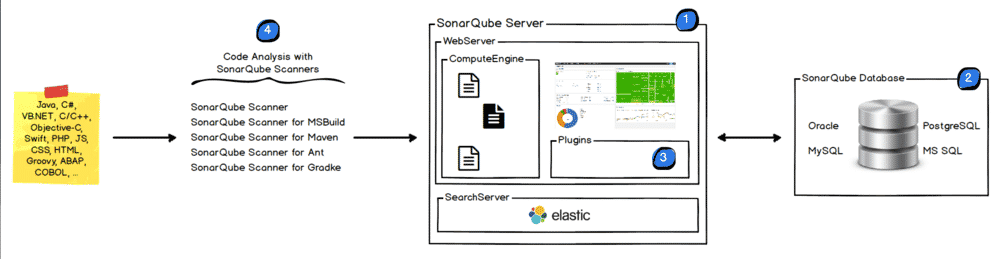 Java, C#,
VB.NET, C/C++,
Objective-C,
Swift, PHP, JS,
CSS, HTML,
Groovy, ABAP,
COBOL, ...
4
Code Analysis with
SonarQube Scanners
SonarQube Scanner
SonarQube Scanner for MSBuild
SonarQube Scanner for Maven
SonarQube Scanner for Ant
SonarQube Scanner for Gradke
SonarQube Server
1
WebServer
ComputeEngine
Plugins
3
SearchServer
elastic
SonarQube Database
2
Oracle
PostgreSQL
MySQL
MS SQL